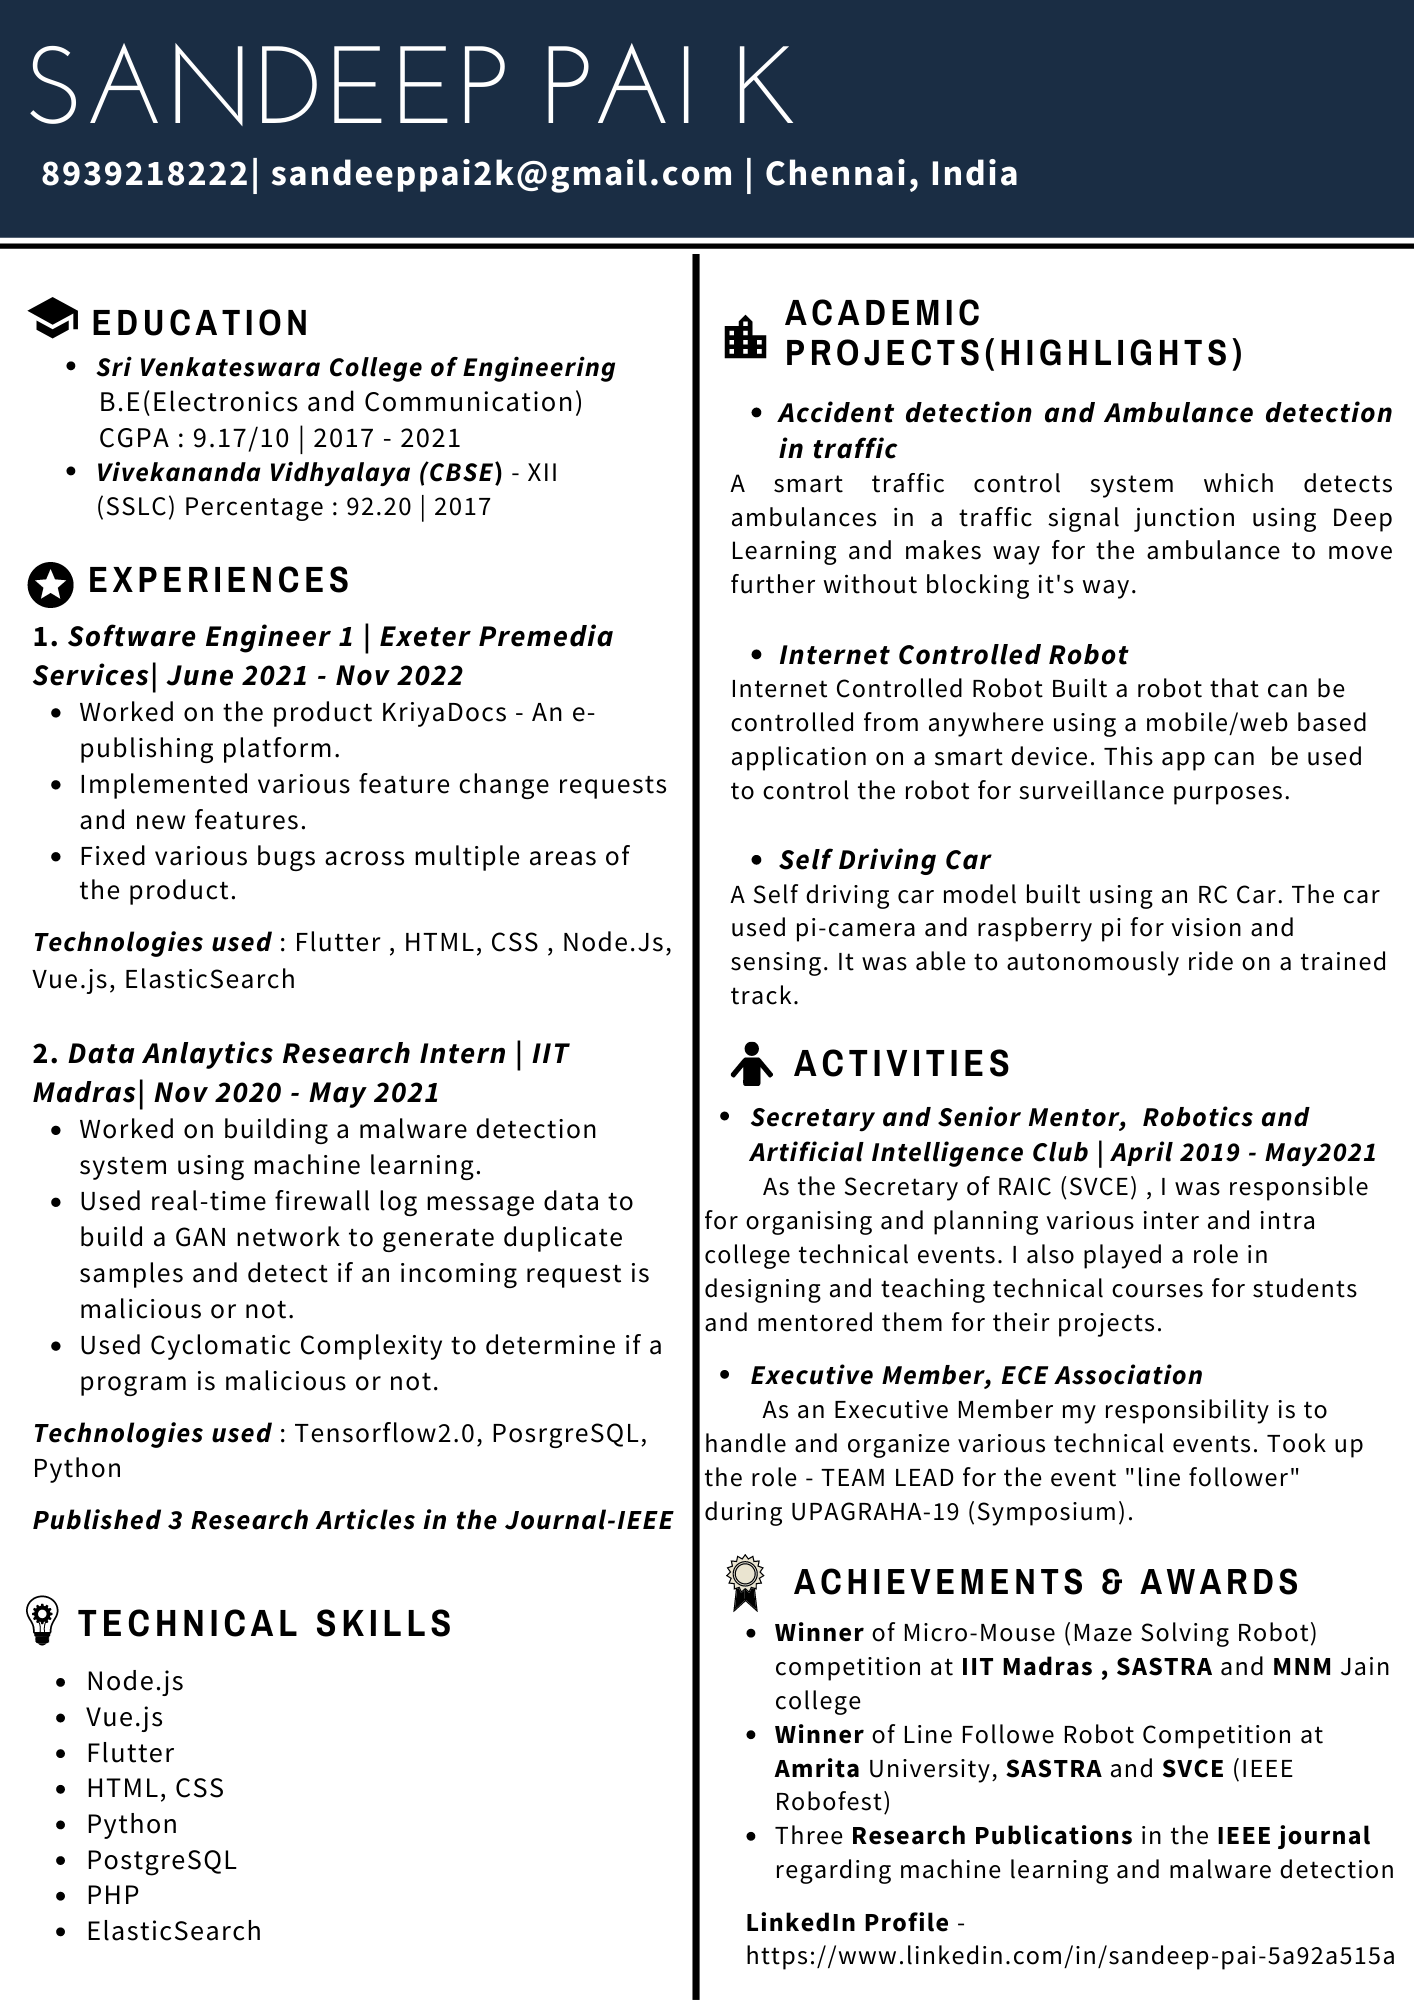 SANDEEP PAI K
8939218222| sandeeppai2k@gmail.com | Chennai, India
EDUCATION
• Sri Venkateswara College of Engineering
B.E(Electronics and Communication)
CGPA : 9.17/10 | 2017 - 2021
• Vivekananda Vidhyalaya (CBSE) - XII
(SSLC) Percentage : 92.20 | 2017
EXPERIENCES
1. Software Engineer 1 | Exeter Premedia
Services| June 2021 - Nov 2022
• Worked on the product KriyaDocs - An e-
publishing platform.
• Implemented various feature change requests
and new features.
• Fixed various bugs across multiple areas of
the product.
Technologies used : Flutter , HTML, CSS , Node.Js,
Vue.js, ElasticSearch
2. Data Anlaytics Research Intern | IIT
Madras| Nov 2020 - May 2021
• Worked on building a malware detection
system using machine learning.
• Used real-time firewall log message data to
build a GAN network to generate duplicate
samples and detect if an incoming request is
malicious or not.
• Used Cyclomatic Complexity to determine if a
program is malicious or not.
Technologies used : Tensorflow2.0, PosrgreSQL,
Python
Published 3 Research Articles in the Journal-IEEE
TECHNICAL SKILLS
• Node.js
• Vue.js
• Flutter
• HTML, CSS
• Python
• PostgreSQL
• PHP
• ElasticSearch
ACADEMIC
PROJECTS(HIGHLIGHTS)
• Accident detection and Ambulance detection
in traffic
A smart traffic control system which detects
ambulances in a traffic signal junction using Deep
Learning and makes way for the ambulance to move
further without blocking it's way.
• Internet Controlled Robot
Internet Controlled Robot Built a robot that can be
controlled from anywhere using a mobile/web based
application on a smart device. This app can  be used
to control the robot for surveillance purposes.
• Self Driving Car
A Self driving car model built using an RC Car. The car
used pi-camera and raspberry pi for vision and
sensing. It was able to autonomously ride on a trained
track.
ACTIVITIES
• Secretary and Senior Mentor,  Robotics and
Artificial Intelligence Club | April 2019 - May2021
As the Secretary of RAIC (SVCE) , I was responsible
for organising and planning various inter and intra
college technical events. I also played a role in
designing and teaching technical courses for students
and mentored them for their projects.
• Executive Member, ECE Association
As an Executive Member my responsibility is to
handle and organize various technical events. Took up
the role - TEAM LEAD for the event "line follower"
during UPAGRAHA-19 (Symposium).
ACHIEVEMENTS & AWARDS
• Winner of Micro-Mouse (Maze Solving Robot)
competition at IIT Madras , SASTRA and MNM Jain
college
• Winner of Line Followe Robot Competition at
Amrita University, SASTRA and SVCE (IEEE
Robofest)
• Three Research Publications in the IEEE journal
regarding machine learning and malware detection
LinkedIn Profile -
https://www.linkedin.com/in/sandeep-pai-5a92a515a